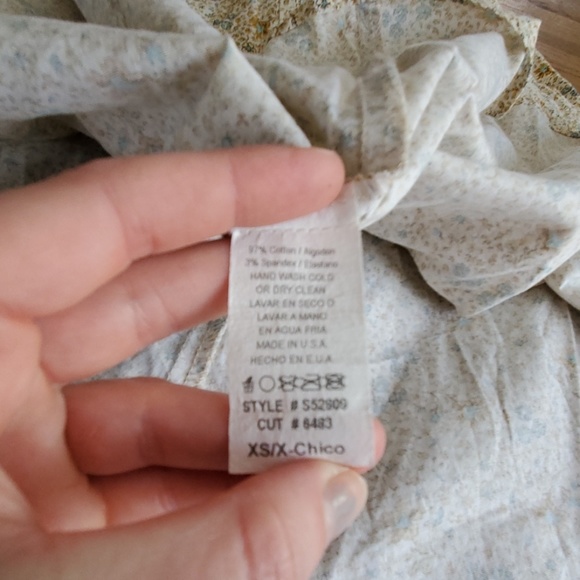 97% Cotton / Algodon
3% Spandex / Elastano
HAND WASH COLD
OR DRY CLEAN
LAVAR EN SECO O
LAVAR A MANO
EN AGUA FRIA
MADE IN U.S.A.
HECHO EN E.U.A.
STYLE # S52809
CUT # 6483
XS/X-Chico